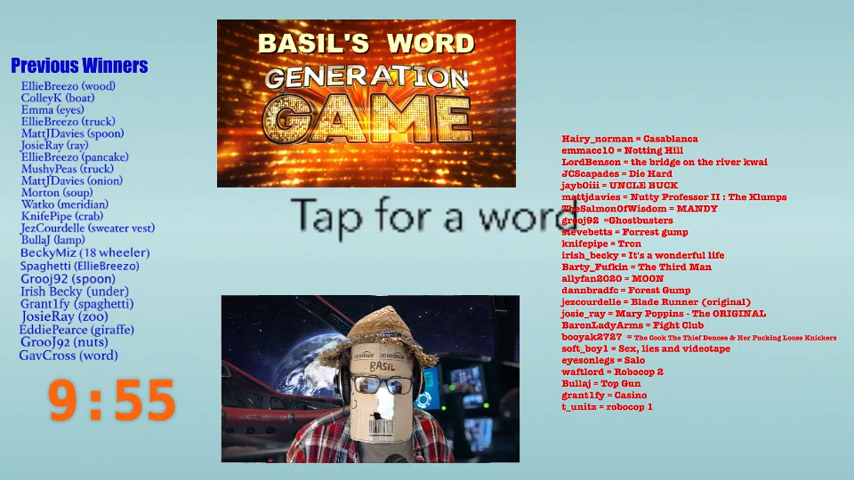 Previous Winners
EllieBreezo (wood)
ColleyK (boat)
Emma (eyes)
EllieBreezo (truck)
MattJDavies (spoon)
JosieRay (ray)
EllieBreezo (pancake)
MushyPeas (truck)
MattJDavies (onion)
Morton (soup)
Watko (meridian)
KnifePipe (crab)
JezCourdelle (sweater vest)
BullaJ (lamp)
BeckyMiz (18 wheeler)
Spaghetti (EllieBreezo)
Grooj92 (spoon)
Irish Becky (under)
Grant1fy (spaghetti)
JosieRay (zoo)
EddiePearce (giraffe)
GrooJ92 (nuts)
GavCross (word)
9:55
BASIL'S WORD
GENERATION
GAME
Tap for a word
BASIL
Hairy_norman = Casablanca
emmacc10 = Notting Hill
LordBenson = the bridge on the river kwai
JCScapades = Die Hard
jayb0iii = UNCLE BUCK
mattjdavies = Nutty Professor II : The Klumps
TheSalmonOfWisdom = MANDY
grooj92 =Ghostbusters
stevebetts = Forrest gump
knifepipe = Tron
irish_becky = It's a wonderful life
Barty_Fufkin = The Third Man
allyfan2020 = MOON
dannbradfc = Forest Gump
jezcourdelle = Blade Runner (original)
josie_ray = Mary Poppins - The ORIGINAL
BaronLadyArms = Fight Club
booyak2727 = The Cook The Thief Denose & Her Fucking Loose Knickers
soft_boy1 = Sex, lies and videotape
eyesonlegs = Salo
waftlord = Robocop 2
Bullaj = Top Gun
grant1fy = Casino
t_unitz = robocop 1